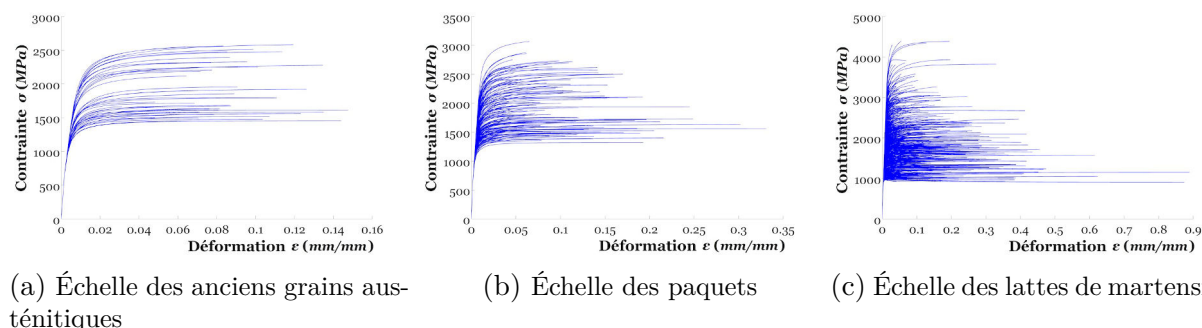 3000
2500
2000
1500
1000
500
0
Contrainte σ (MPa)
0 0.02 0.04 0.06 0.08 0.1 0.12 0.14 0.16
Déformation ε (mm/mm)
3500
3000
2500
2000
1500
1000
500
0
Contrainte σ (MPa)
0 0.05 0.1 0.15 0.2 0.25 0.3 0.35
Déformation ε (mm/mm)
5000
4000
3000
2000
1000
0
Contrainte σ (MPa)
0 0.1 0.2 0.3 0.4 0.5 0.6 0.7 0.8 0.9
Déformation ε (mm/mm)
(a) Échelle des anciens grains aus-
ténitiques
(b) Échelle des paquets
(c) Échelle des lattes de martens